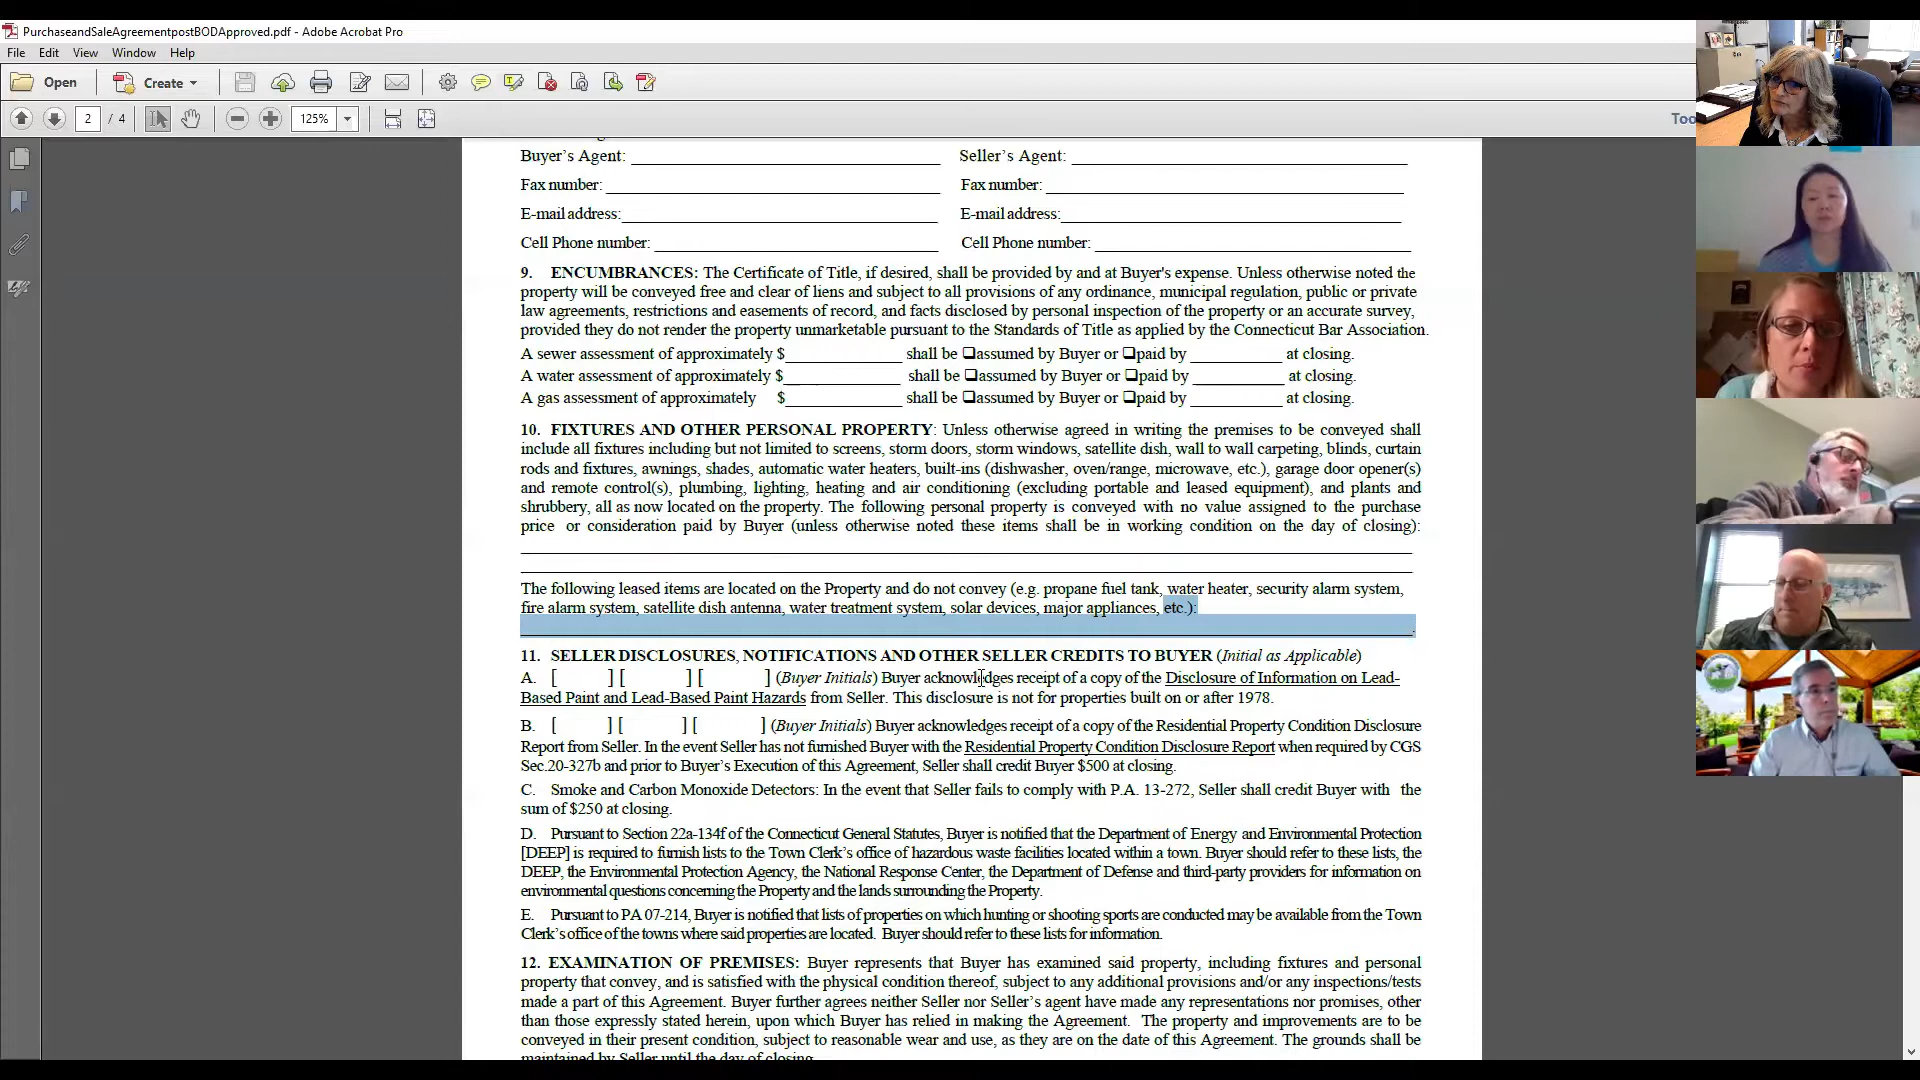 PurchaseandSaleAgreementpostBODApproved.pdf - Adobe Acrobat Pro
File Edit View Window Help
Open Create
2 / 4 125% Too
Buyer's Agent: Seller's Agent:
Fax number: Fax number:
E-mail address: E-mail address:
Cell Phone number: Cell Phone number:
9. ENCUMBRANCES: The Certificate of Title, if desired, shall be provided by and at Buyer's expense. Unless otherwise noted the
property will be conveyed free and clear of liens and subject to all provisions of any ordinance, municipal regulation, public or private
law agreements, restrictions and easements of record, and facts disclosed by personal inspection of the property or an accurate survey,
provided they do not render the property unmarketable pursuant to the Standards of Title as applied by the Connecticut Bar Association.
A sewer assessment of approximately $____________ shall be ❑assumed by Buyer or ❑paid by __________ at closing.
A water assessment of approximately $____________ shall be ❑assumed by Buyer or ❑paid by __________ at closing.
A gas assessment of approximately $____________ shall be ❑assumed by Buyer or ❑paid by __________ at closing.
10. FIXTURES AND OTHER PERSONAL PROPERTY: Unless otherwise agreed in writing the premises to be conveyed shall
include all fixtures including but not limited to screens, storm doors, storm windows, satellite dish, wall to wall carpeting, blinds, curtain
rods and fixtures, awnings, shades, automatic water heaters, built-ins (dishwasher, oven/range, microwave, etc.), garage door opener(s)
and remote control(s), plumbing, lighting, heating and air conditioning (excluding portable and leased equipment), and plants and
shrubbery, all as now located on the property. The following personal property is conveyed with no value assigned to the purchase
price or consideration paid by Buyer (unless otherwise noted these items shall be in working condition on the day of closing):
The following leased items are located on the Property and do not convey (e.g. propane fuel tank, water heater, security alarm system,
fire alarm system, satellite dish antenna, water treatment system, solar devices, major appliances, etc.):
.
11. SELLER DISCLOSURES, NOTIFICATIONS AND OTHER SELLER CREDITS TO BUYER (Initial as Applicable)
A. [ ] [ ] [ ] (Buyer Initials) Buyer acknowledges receipt of a copy of the Disclosure of Information on Lead-
Based Paint and Lead-Based Paint Hazards from Seller. This disclosure is not for properties built on or after 1978.
B. [ ] [ ] [ ] (Buyer Initials) Buyer acknowledges receipt of a copy of the Residential Property Condition Disclosure
Report from Seller. In the event Seller has not furnished Buyer with the Residential Property Condition Disclosure Report when required by CGS
Sec.20-327b and prior to Buyer's Execution of this Agreement, Seller shall credit Buyer $500 at closing.
C. Smoke and Carbon Monoxide Detectors: In the event that Seller fails to comply with P.A. 13-272, Seller shall credit Buyer with the
sum of $250 at closing.
D. Pursuant to Section 22a-134f of the Connecticut General Statutes, Buyer is notified that the Department of Energy and Environmental Protection
[DEEP] is required to furnish lists to the Town Clerk's office of hazardous waste facilities located within a town. Buyer should refer to these lists, the
DEEP, the Environmental Protection Agency, the National Response Center, the Department of Defense and third-party providers for information on
environmental questions concerning the Property and the lands surrounding the Property.
E. Pursuant to PA 07-214, Buyer is notified that lists of properties on which hunting or shooting sports are conducted may be available from the Town
Clerk's office of the towns where said properties are located. Buyer should refer to these lists for information.
12. EXAMINATION OF PREMISES: Buyer represents that Buyer has examined said property, including fixtures and personal
property that convey, and is satisfied with the physical condition thereof, subject to any additional provisions and/or any inspections/tests
made a part of this Agreement. Buyer further agrees neither Seller nor Seller's agent have made any representations nor promises, other
than those expressly stated herein, upon which Buyer has relied in making the Agreement. The property and improvements are to be
conveyed in their present condition, subject to reasonable wear and use, as they are on the date of this Agreement. The grounds shall be
maintained by Seller until the day of closing.